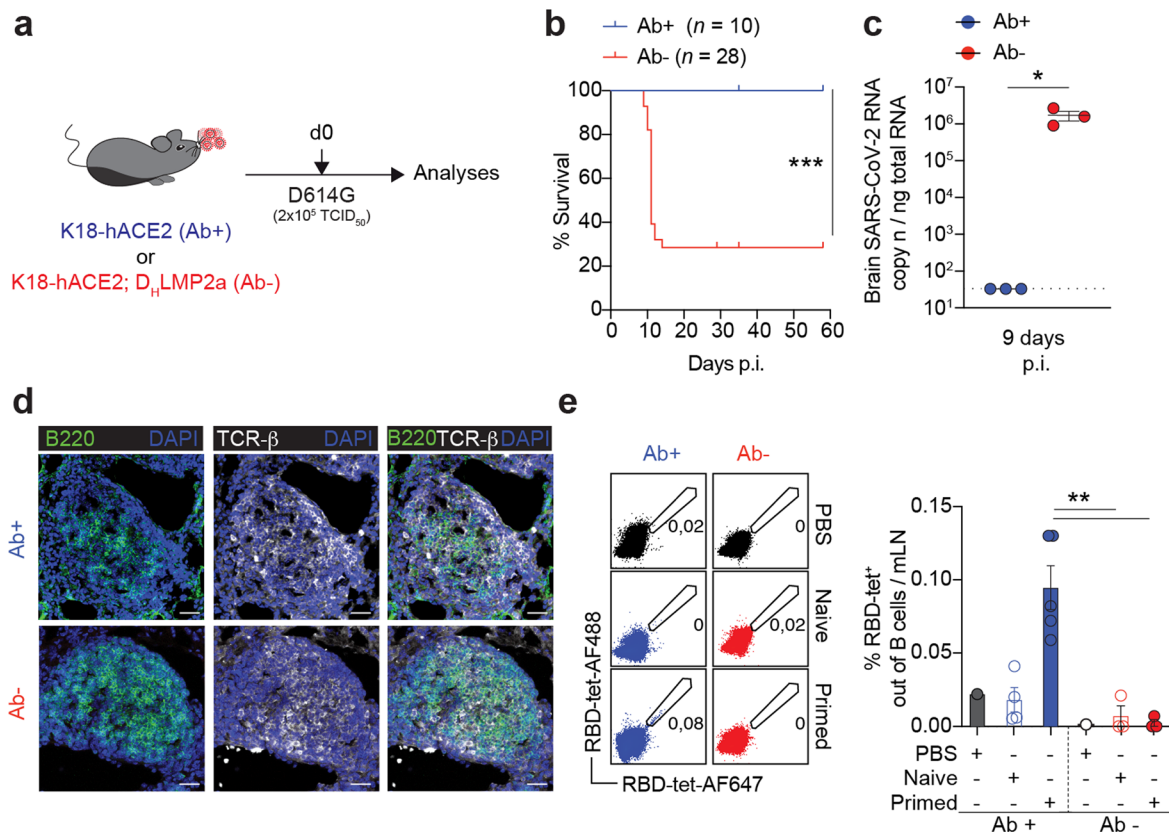 a
d0
D614G
(2x10⁵ TCID₅₀)
Analyses
K18-hACE2 (Ab+)
or
K18-hACE2; DHLMP2a (Ab-)
b
Ab+ (n = 10)
Ab- (n = 28)
% Survival
100
80
60
40
20
0
***
0 10 20 30 40 50 60
Days p.i.
c
Ab+
Ab-
Brain SARS-CoV-2 RNA
copy n / ng total RNA
10⁷
10⁶
10⁵
10⁴
10³
10²
10¹
*
9 days
p.i.
d
B220 DAPI
TCR-β DAPI
B220TCR-βDAPI
Ab+
Ab-
e
Ab+ Ab-
0,02 0 PBS
0 0,02 Naive
0,08 0 Primed
RBD-tet-AF488
RBD-tet-AF647
% RBD-tet⁺
out of B cells / mLN
0.15
0.10
0.05
0.00
**
PBS + - - + - -
Naive - + - - + -
Primed - - + - - +
Ab + Ab -